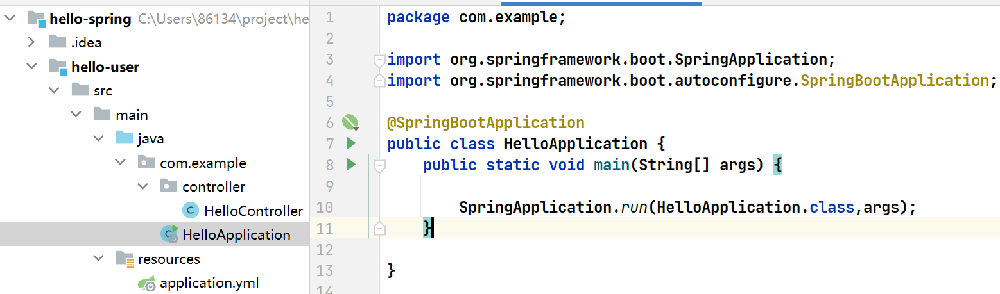 hello-spring C:\Users\86134\project\he
.idea
hello-user
src
main
java
com.example
controller
HelloController
HelloApplication
resources
application.yml
1 package com.example;
2
3 import org.springframework.boot.SpringApplication;
4 import org.springframework.boot.autoconfigure.SpringBootApplication;
5
6 @SpringBootApplication
7 public class HelloApplication {
8 public static void main(String[] args) {
9
10 SpringApplication.run(HelloApplication.class,args);
11 }
12
13 }
14